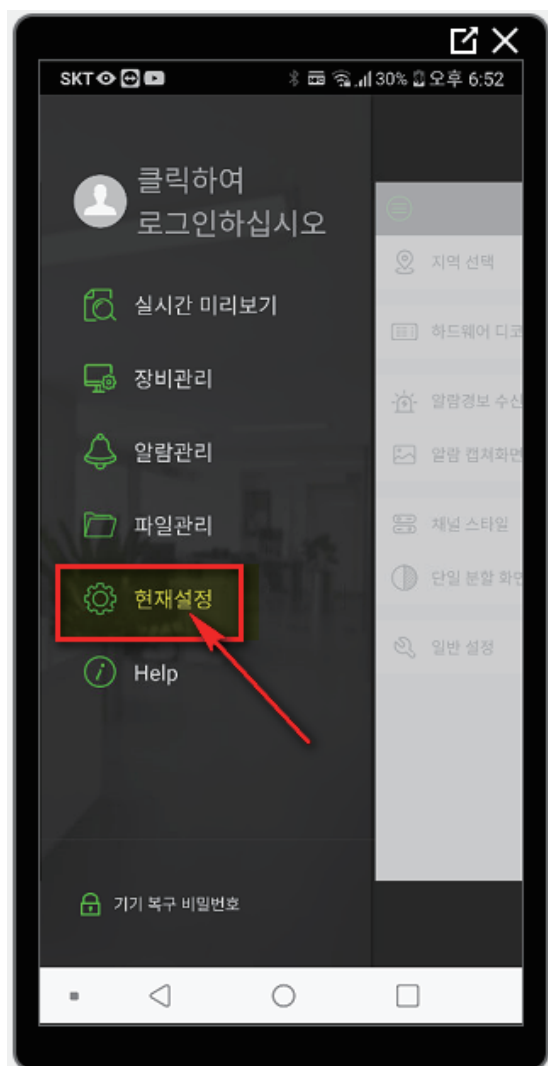 SKT 30% 오후 6:52
클릭하여
로그인하십시오
실시간 미리보기
장비관리
알람관리
파일관리
현재설정
Help
기기 복구 비밀번호
지역 선택
하드웨어 디코
알람경보 수신
알람 캡쳐화면
채널 스타일
단일 분할 화면
일반 설정